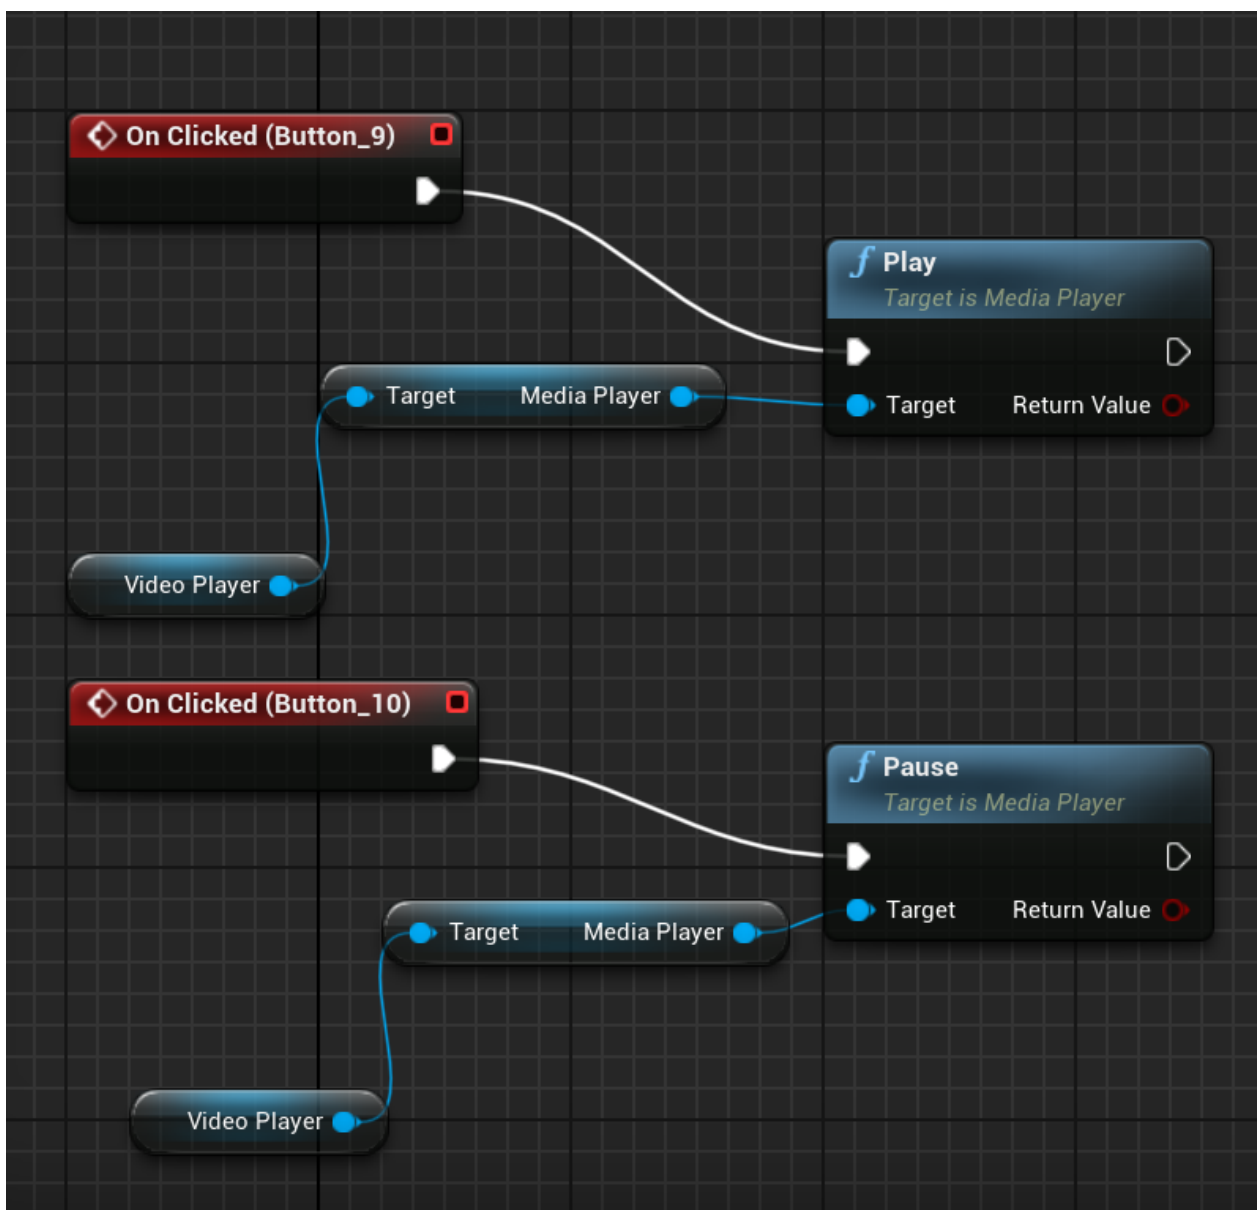 On Clicked (Button_9)
f Play
Target is Media Player
Target Media Player
Target Return Value
Video Player
On Clicked (Button_10)
f Pause
Target is Media Player
Target Return Value
Target Media Player
Video Player